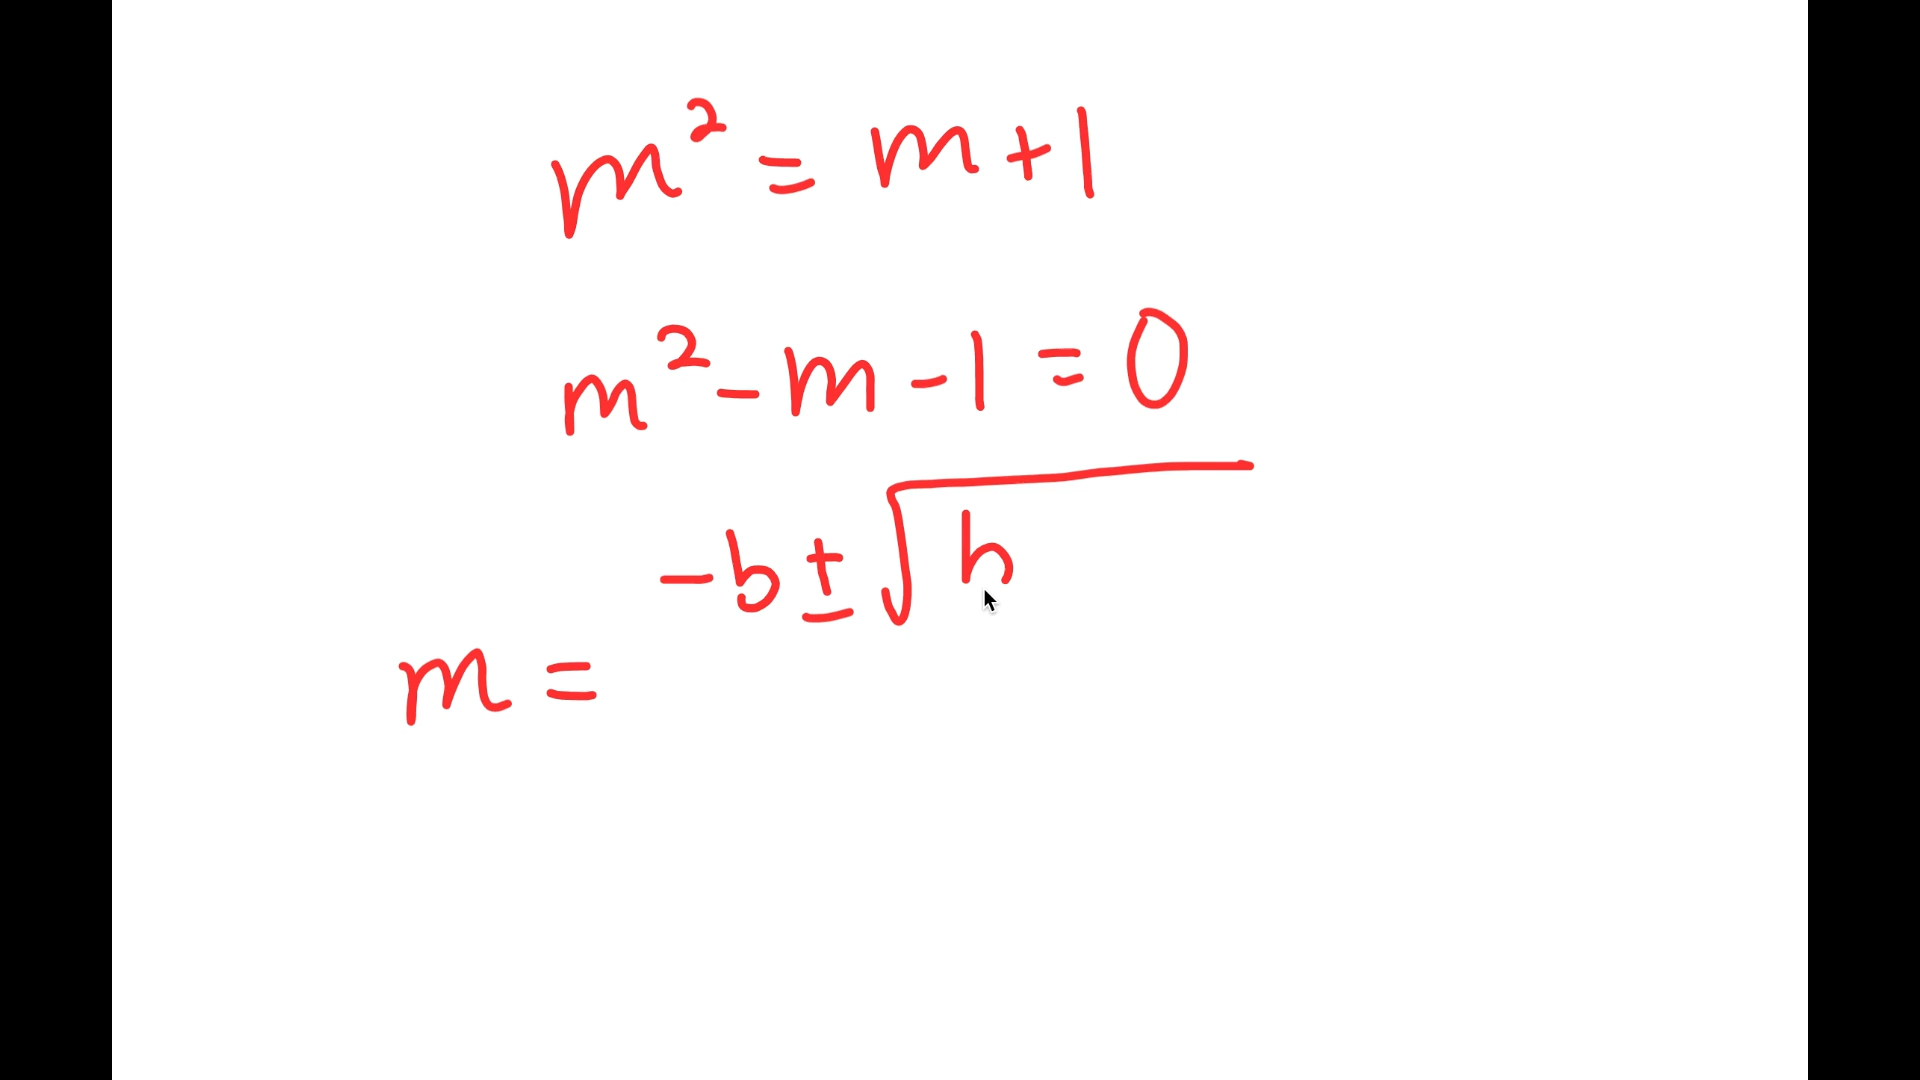 m² = m + 1
m² - m - 1 = 0
-b ± √h
m =